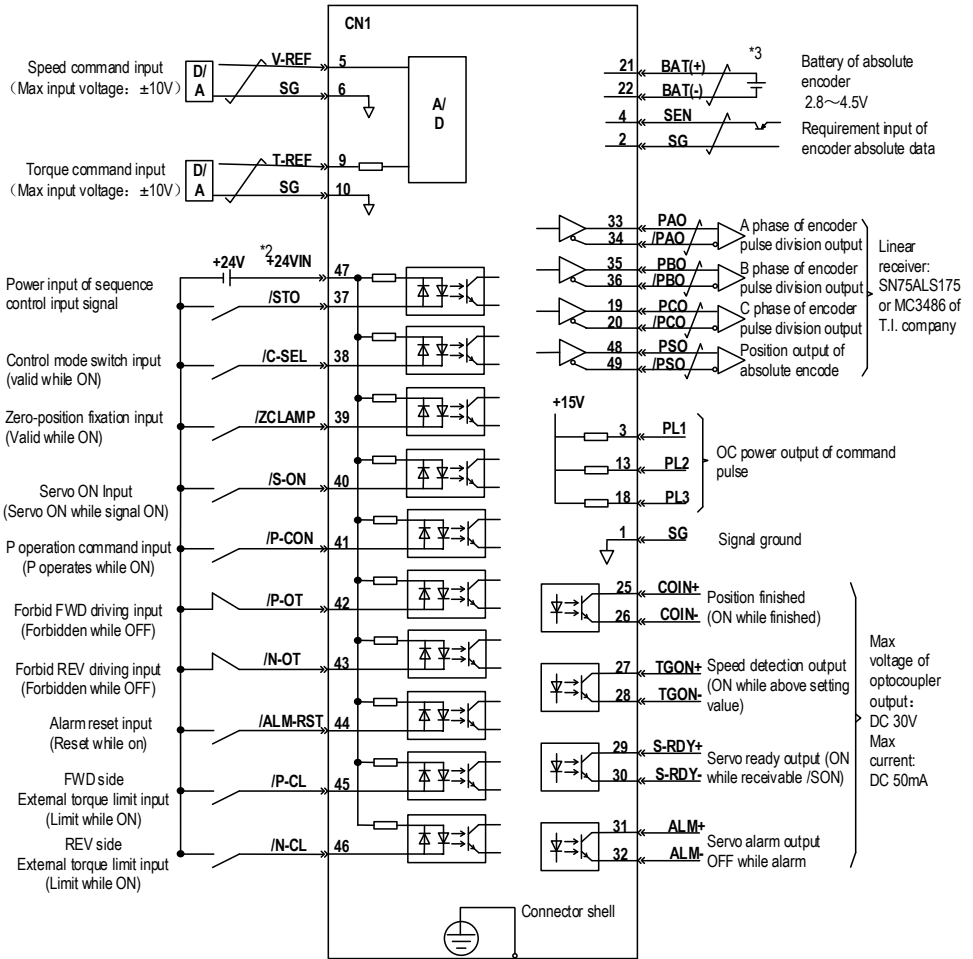 CN1
Speed command input
(Max input voltage: ±10V)
D/
A
V-REF
5
SG
6
A/
D
Torque command input
(Max input voltage: ±10V)
D/
A
T-REF
9
SG
10
Power input of sequence
control input signal
+24V
*2
+24VIN
47
/STO
37
Control mode switch input
(valid while ON)
/C-SEL
38
Zero-position fixation input
(Valid while ON)
/ZCLAMP
39
Servo ON Input
(Servo ON while signal ON)
/S-ON
40
P operation command input
(P operates while ON)
/P-CON
41
Forbid FWD driving input
(Forbidden while OFF)
/P-OT
42
Forbid REV driving input
(Forbidden while OFF)
/N-OT
43
Alarm reset input
(Reset while on)
/ALM-RST
44
FWD side
External torque limit input
(Limit while ON)
/P-CL
45
REV side
External torque limit input
(Limit while ON)
/N-CL
46
21
BAT(+)
*3
22
BAT(-)
Battery of absolute
encoder
2.8～4.5V
4
SEN
2
SG
Requirement input of
encoder absolute data
33
PAO
34
/PAO
A phase of encoder
pulse division output
35
PBO
36
/PBO
B phase of encoder
pulse division output
19
PCO
20
/PCO
C phase of encoder
pulse division output
48
PSO
49
/PSO
Position output of
absolute encode
Linear
receiver:
SN75ALS175
or MC3486 of
T.I. company
+15V
3
PL1
13
PL2
18
PL3
OC power output of command
pulse
1
SG
Signal ground
25
COIN+
26
COIN-
Position finished
(ON while finished)
27
TGON+
28
TGON-
Speed detection output
(ON while above setting
value)
29
S-RDY+
30
S-RDY-
Servo ready output (ON
while receivable /SON)
31
ALM+
32
ALM-
Servo alarm output
OFF while alarm
Max
voltage of
optocoupler
output:
DC 30V
Max
current:
DC 50mA
Connector shell